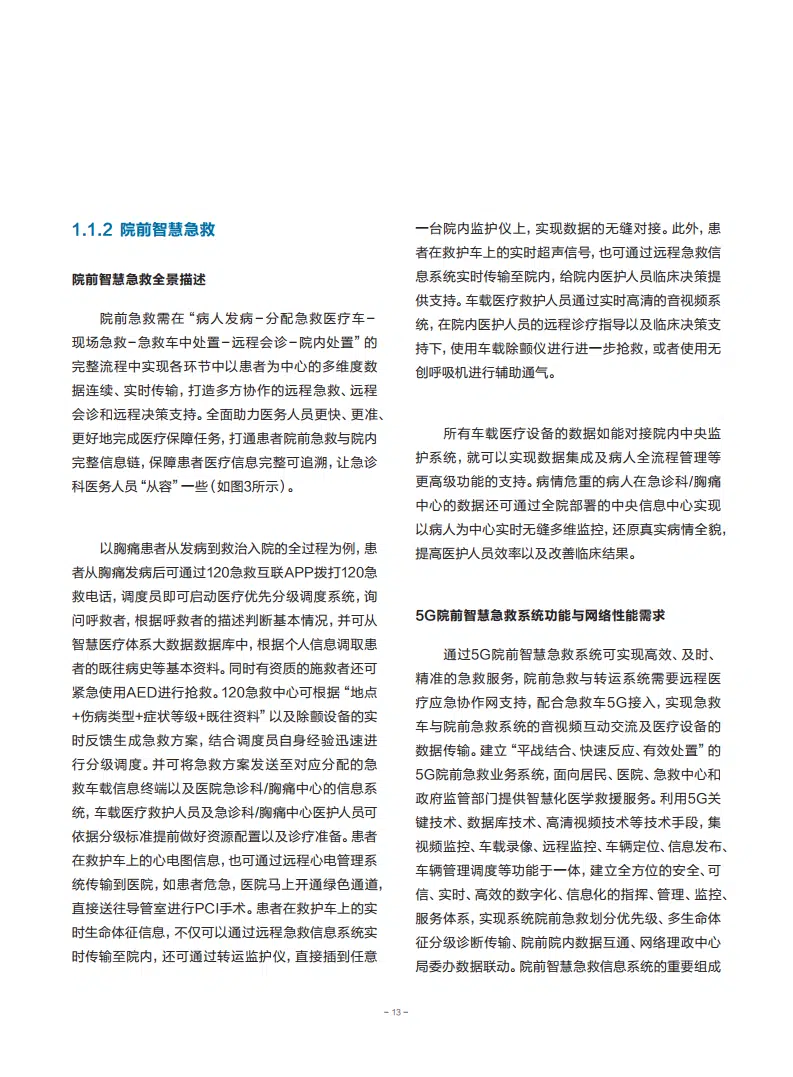 1.1.2 院前智慧急救
院前智慧急救全景描述
院前急救需在“病人发病-分配急救医疗车-
现场急救-急救车中处置-远程会诊-院内处置”的
完整流程中实现各环节中以患者为中心的多维度数
据连续、实时传输，打造多方协作的远程急救、远程
会诊和远程决策支持。全面助力医务人员更快、更准、
更好地完成医疗保障任务，打通患者院前急救与院内
完整信息链，保障患者医疗信息完整可追溯，让急诊
科医务人员“从容”一些（如图3所示）。
以胸痛患者从发病到救治入院的全过程为例，患
者从胸痛发病后可通过120急救互联APP拨打120急
救电话，调度员即可启动医疗优先分级调度系统，询
问呼救者，根据呼救者的描述判断基本情况，并可从
智慧医疗体系大数据数据库中，根据个人信息调取患
者的既往病史等基本资料。同时有资质的施救者还可
紧急使用AED进行抢救。120急救中心可根据“地点
+伤病类型+症状等级+既往资料”以及除颤设备的实
时反馈生成急救方案，结合调度员自身经验迅速进
行分级调度。并可将急救方案发送至对应分配的急
救车载信息终端以及医院急诊科/胸痛中心的信息系
统，车载医疗救护人员及急诊科/胸痛中心医护人员可
依据分级标准提前做好资源配置以及诊疗准备。患者
在救护车上的心电图信息，也可通过远程心电管理系
统传输到医院，如患者危急，医院马上开通绿色通道，
直接送往导管室进行PCI手术。患者在救护车上的实
时生命体征信息，不仅可以通过远程急救信息系统实
时传输至院内，还可通过转运监护仪，直接插到任意
一台院内监护仪上，实现数据的无缝对接。此外，患
者在救护车上的实时超声信号，也可通过远程急救信
息系统实时传输至院内，给院内医护人员临床决策提
供支持。车载医疗救护人员通过实时高清的音视频系
统，在院内医护人员的远程诊疗指导以及临床决策支
持下，使用车载除颤仪进行进一步抢救，或者使用无
创呼吸机进行辅助通气。
所有车载医疗设备的数据如能对接院内中央监
护系统，就可以实现数据集成及病人全流程管理等
更高级功能的支持。病情危重的病人在急诊科/胸痛
中心的数据还可通过全院部署的中央信息中心实现
以病人为中心实时无缝多维监控，还原真实病情全貌，
提高医护人员效率以及改善临床结果。
5G院前智慧急救系统功能与网络性能需求
通过5G院前智慧急救系统可实现高效、及时、
精准的急救服务，院前急救与转运系统需要远程医
疗应急协作网支持，配合急救车5G接入，实现急救
车与院前急救系统的音视频互动交流及医疗设备的
数据传输。建立“平战结合、快速反应、有效处置”的
5G院前急救业务系统，面向居民、医院、急救中心和
政府监管部门提供智慧化医学救援服务。利用5G关
键技术、数据库技术、高清视频技术等技术手段，集
视频监控、车载录像、远程监控、车辆定位、信息发布、
车辆管理调度等功能于一体，建立全方位的安全、可
信、实时、高效的数字化、信息化的指挥、管理、监控、
服务体系，实现系统院前急救划分优先级、多生命体
征分级诊断传输、院前院内数据互通、网络理政中心
局委办数据联动。院前智慧急救信息系统的重要组成
- 13 -